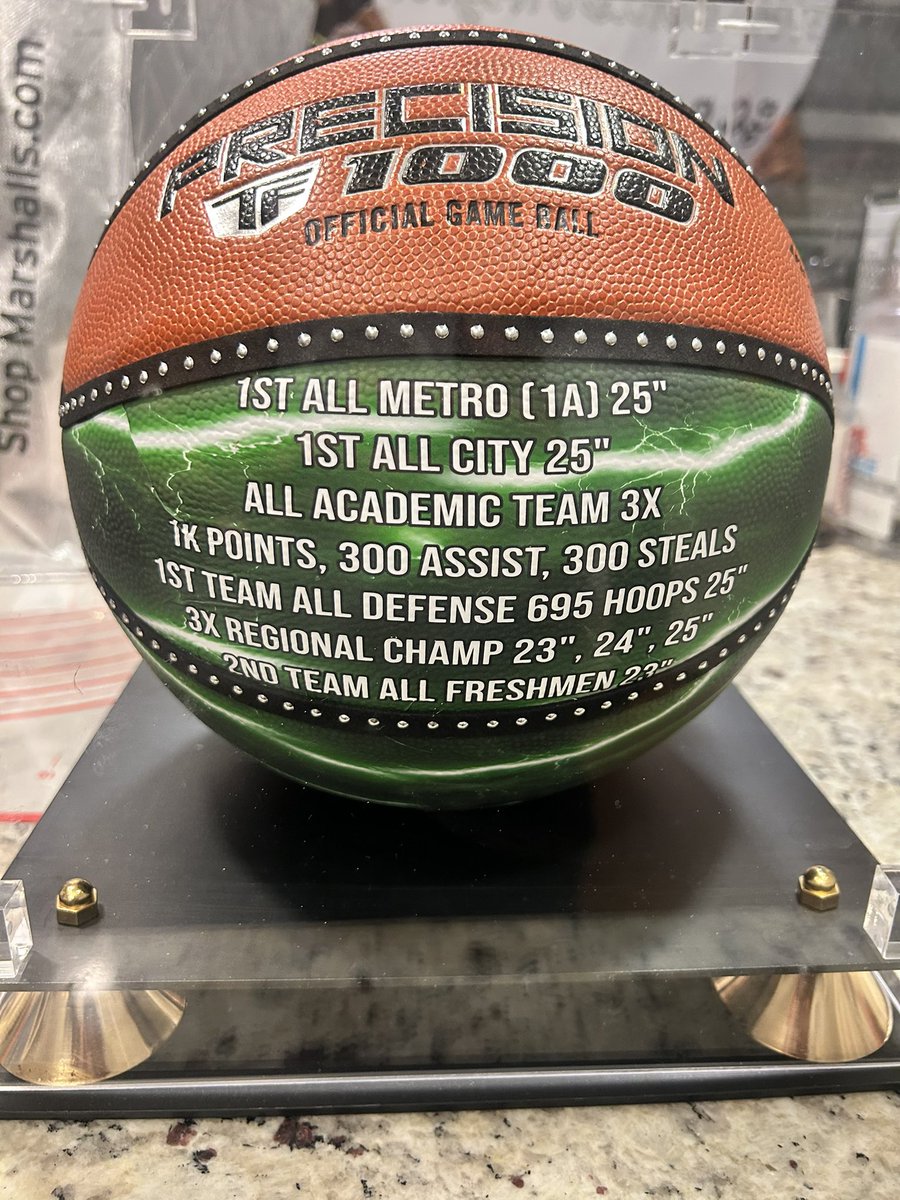 Shop Marshalls.com
PRECISION
TF 1000
OFFICIAL GAME BALL
1ST ALL METRO (1A) 25"
1ST ALL CITY 25"
ALL ACADEMIC TEAM 3X
1K POINTS, 300 ASSIST, 300 STEALS
1ST TEAM ALL DEFENSE 695 HOOPS 25"
3X REGIONAL CHAMP 23", 24", 25"
2ND TEAM ALL FRESHMEN 23"